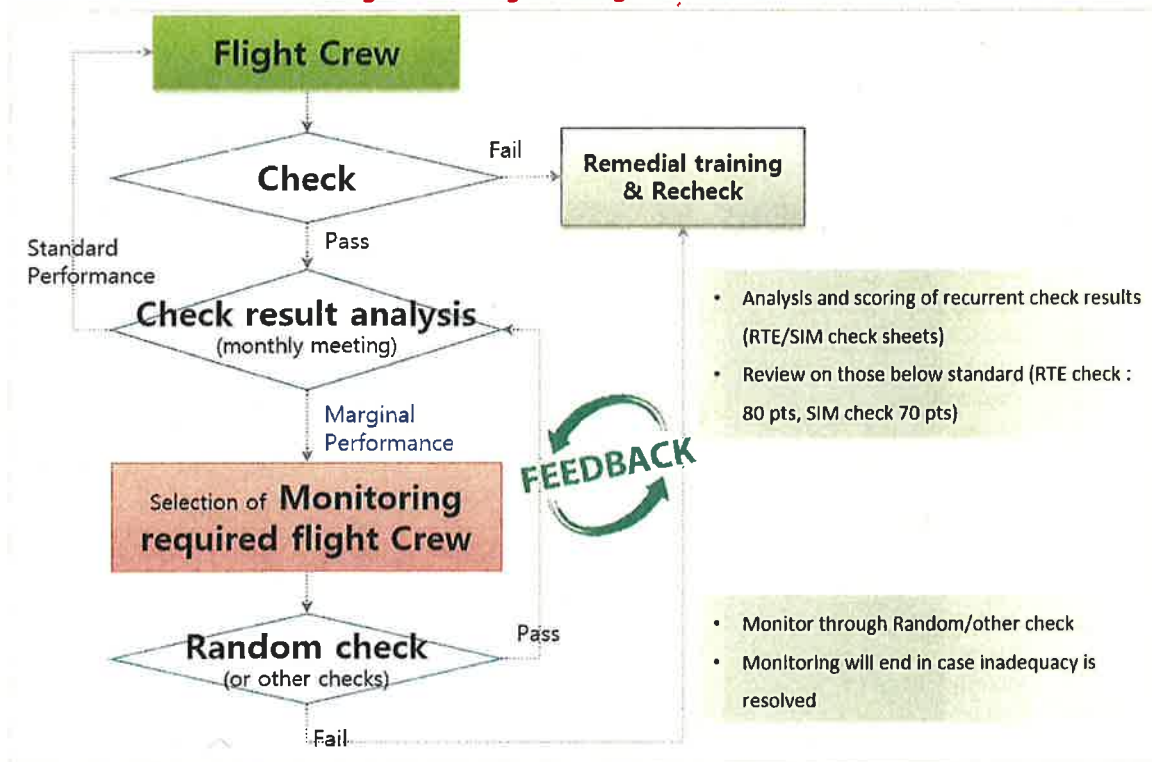 Flight Crew
Fail
Check
Remedial training
& Recheck
Pass
Standard
Performance
Check result analysis
(monthly meeting)
• Analysis and scoring of recurrent check results
(RTE/SIM check sheets)
• Review on those below standard (RTE check :
80 pts, SIM check 70 pts)
Marginal
Performance
FEEDBACK
Selection of Monitoring
required flight Crew
Random check
(or other checks)
Pass
• Monitor through Random/other check
• Monitoring will end in case inadequacy is
resolved
Fail